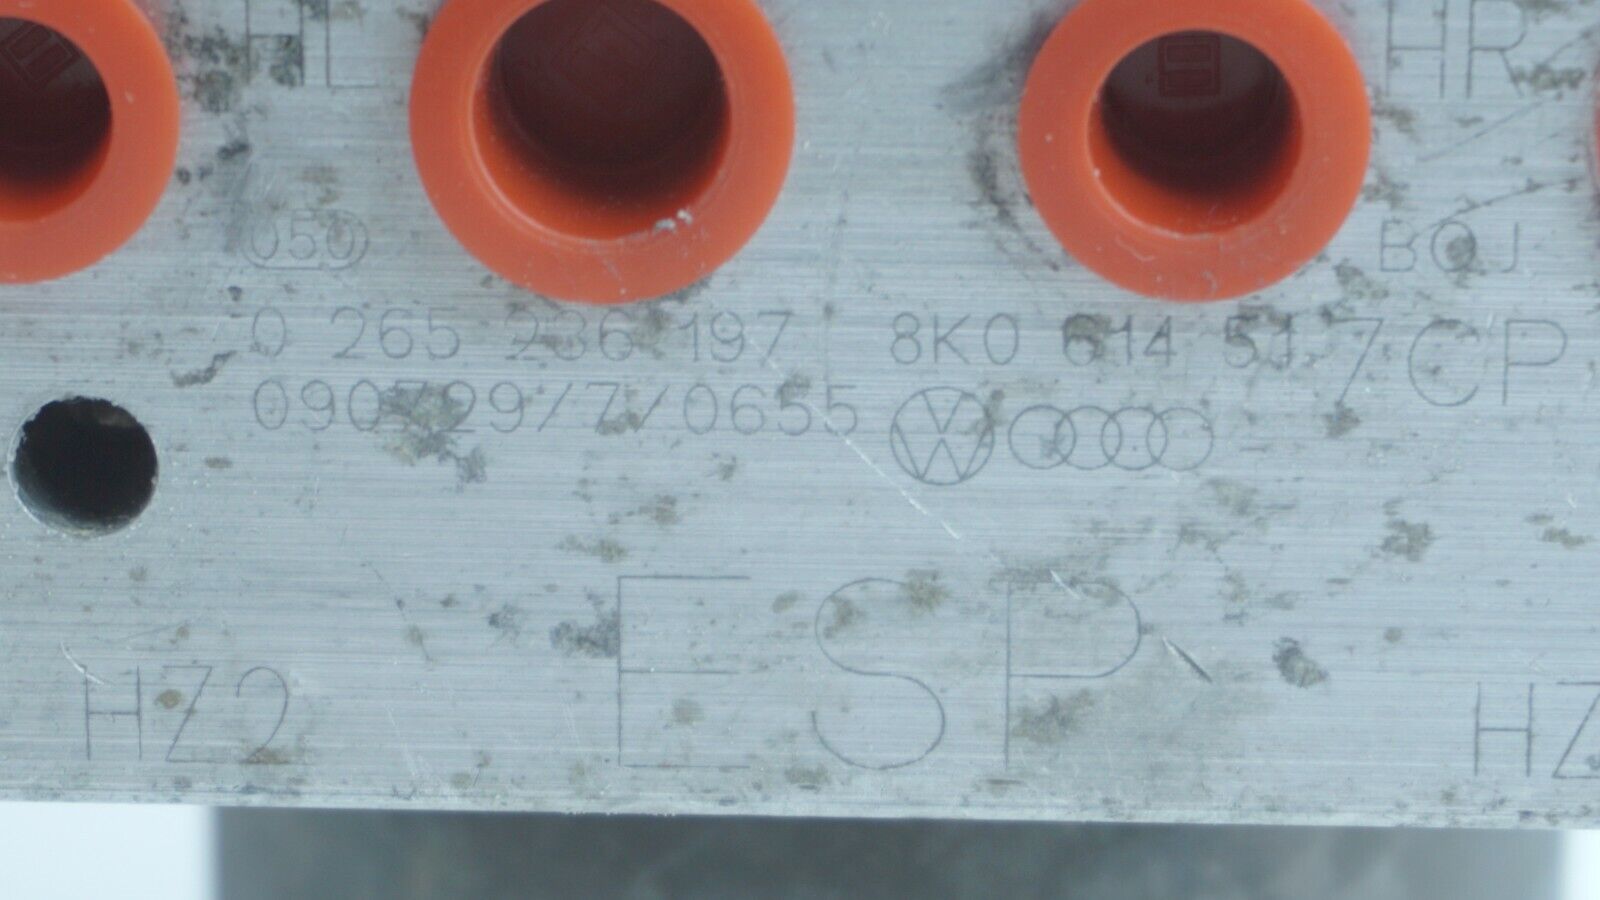 HL
HR
050
BOJ
0 265 236 197
8K0 614 517CP
090729/7/0655
ESP
HZ2
HZ